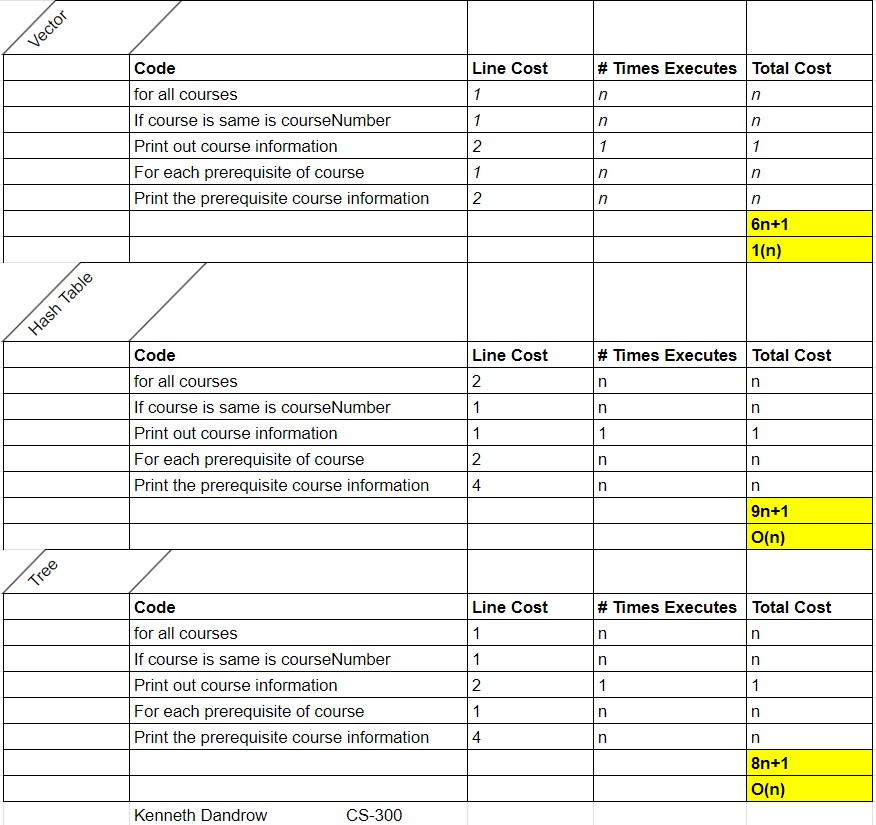 Vector
Code Line Cost # Times Executes Total Cost
for all courses 1 n n
If course is same is courseNumber 1 n n
Print out course information 2 1 1
For each prerequisite of course 1 n n
Print the prerequisite course information 2 n n
6n+1
1(n)
Hash Table
Code Line Cost # Times Executes Total Cost
for all courses 2 n n
If course is same is courseNumber 1 n n
Print out course information 1 1 1
For each prerequisite of course 2 n n
Print the prerequisite course information 4 n n
9n+1
O(n)
Tree
Code Line Cost # Times Executes Total Cost
for all courses 1 n n
If course is same is courseNumber 1 n n
Print out course information 2 1 1
For each prerequisite of course 1 n n
Print the prerequisite course information 4 n n
8n+1
O(n)
Kenneth Dandrow CS-300